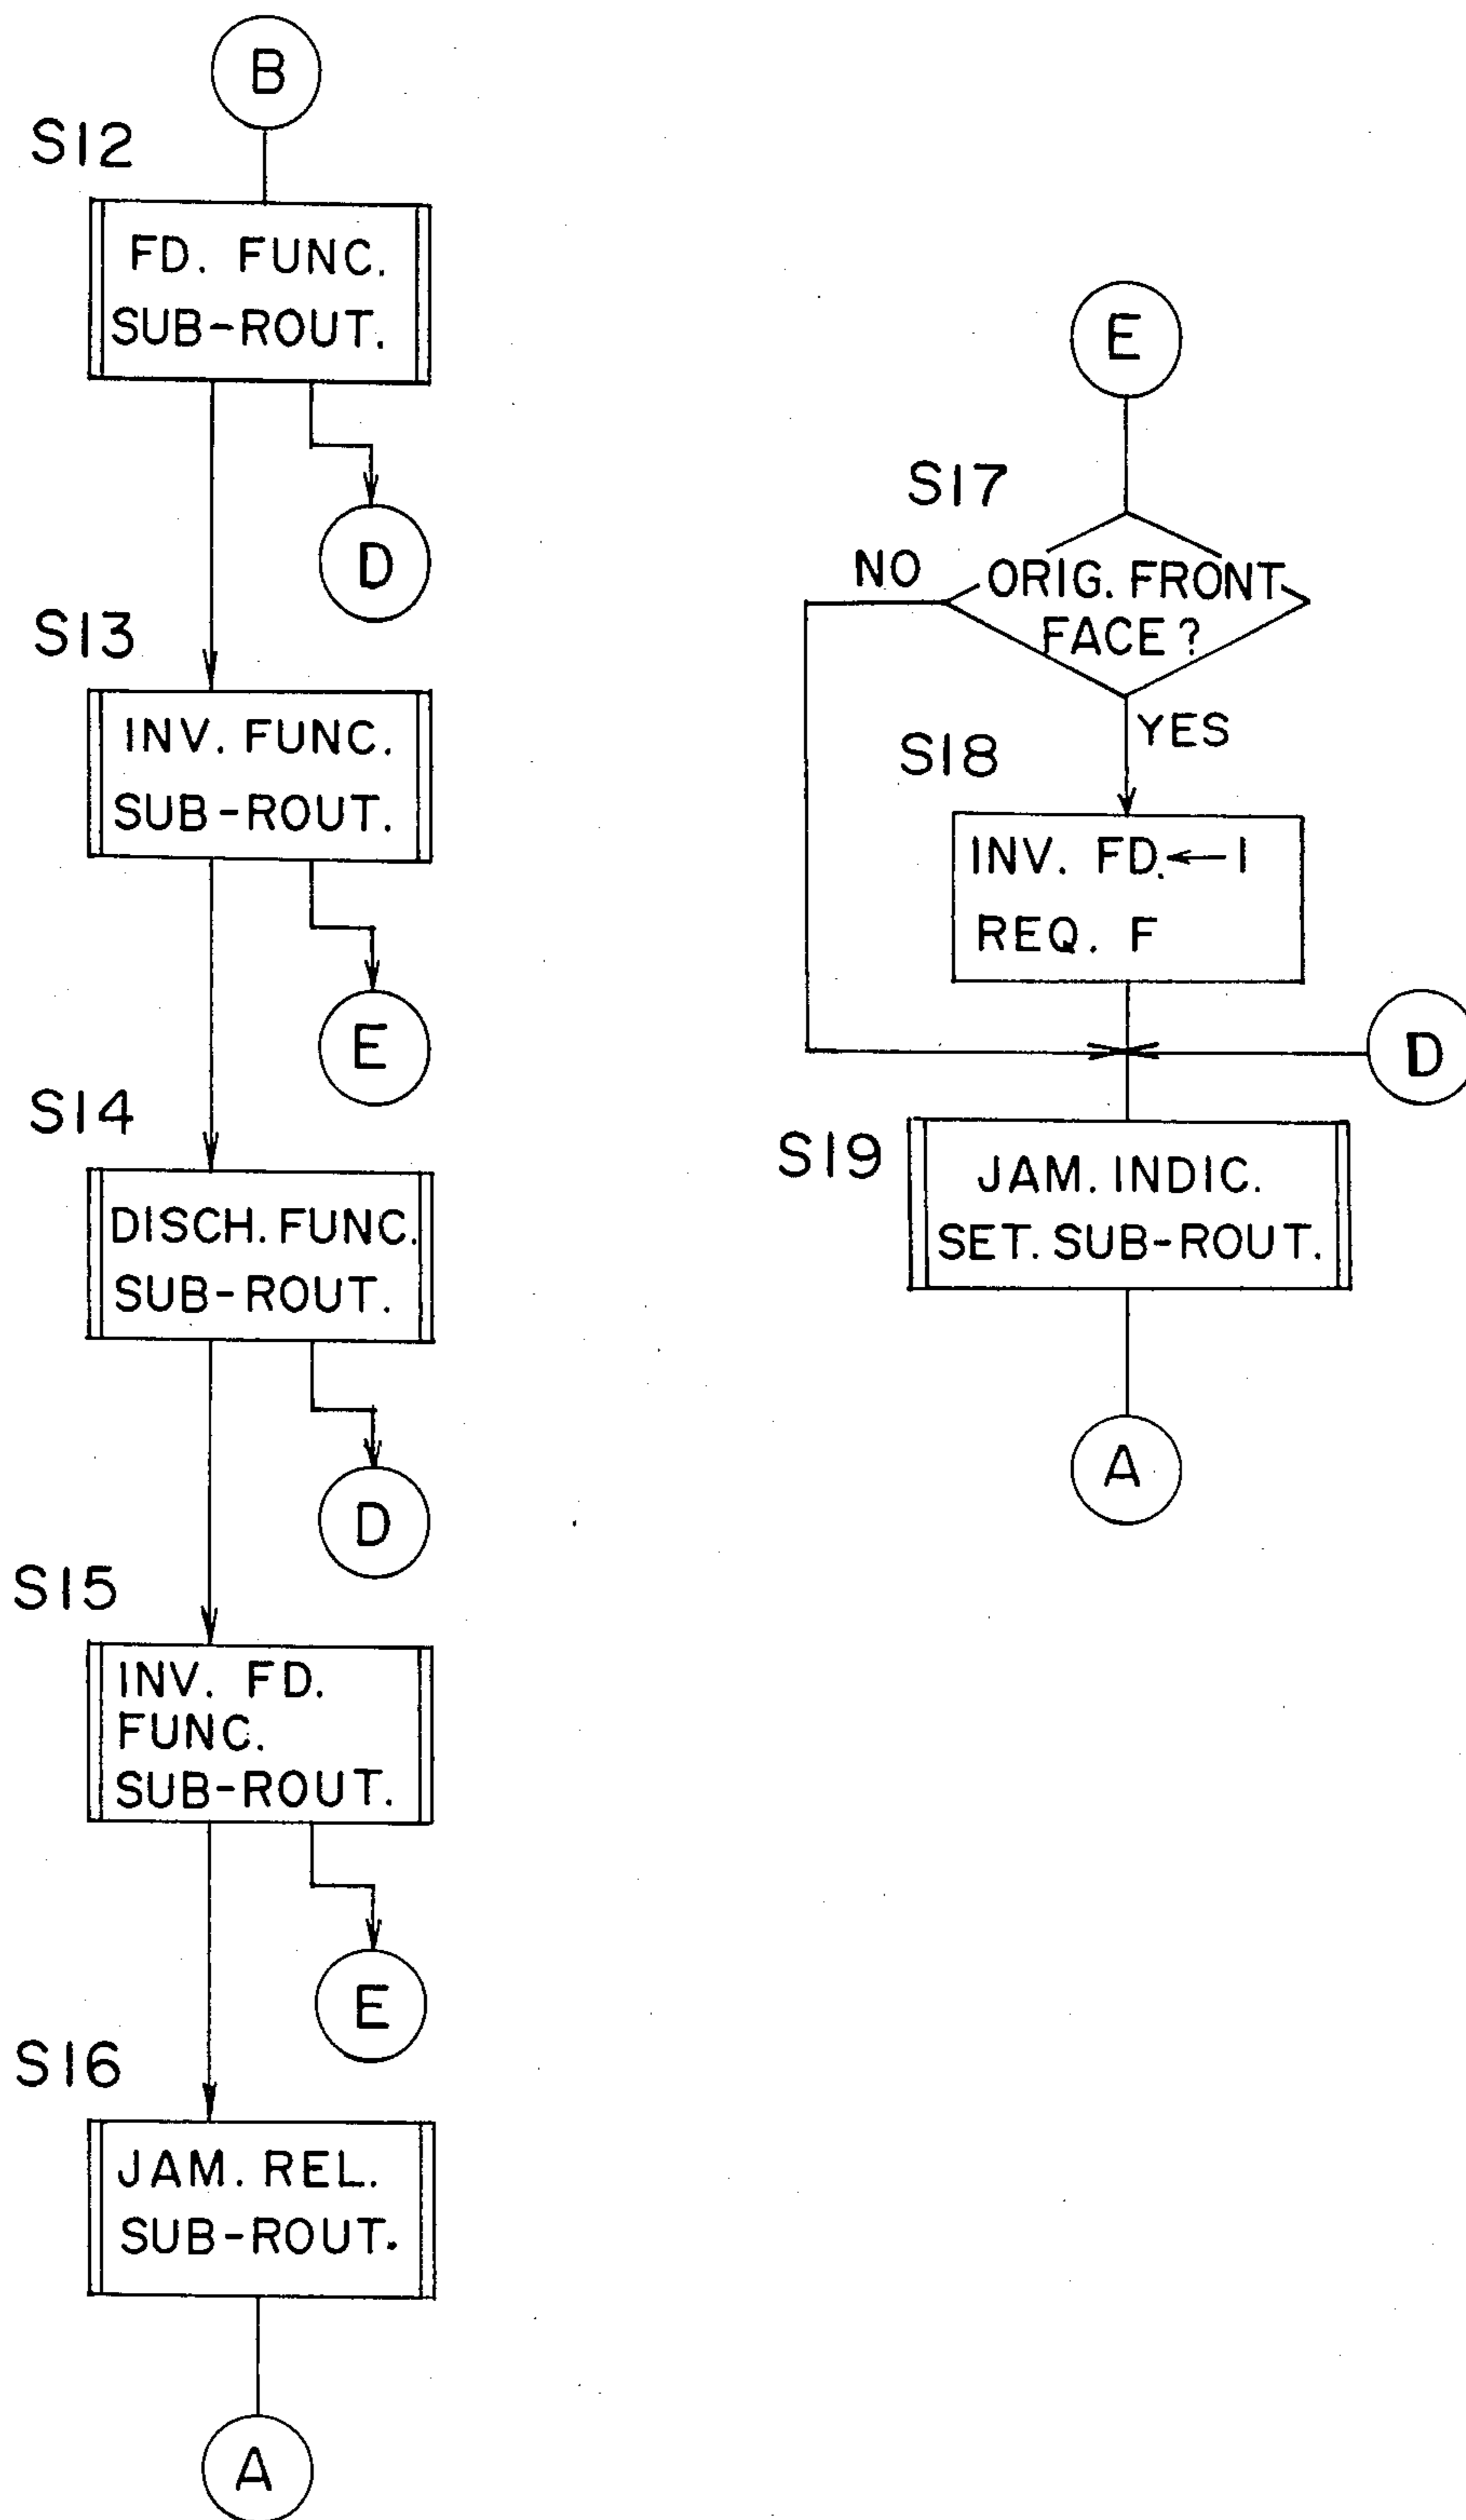 B
S12
FD. FUNC.
SUB-ROUT.
D
S13
INV. FUNC.
SUB-ROUT.
E
S14
DISCH. FUNC.
SUB-ROUT.
D
S15
INV. FD.
FUNC.
SUB-ROUT.
E
S16
JAM. REL.
SUB-ROUT.
A
E
S17
NO
ORIG. FRONT
FACE?
YES
S18
INV. FD. ← 1
REQ. F
D
S19
JAM. INDIC.
SET. SUB-ROUT.
A